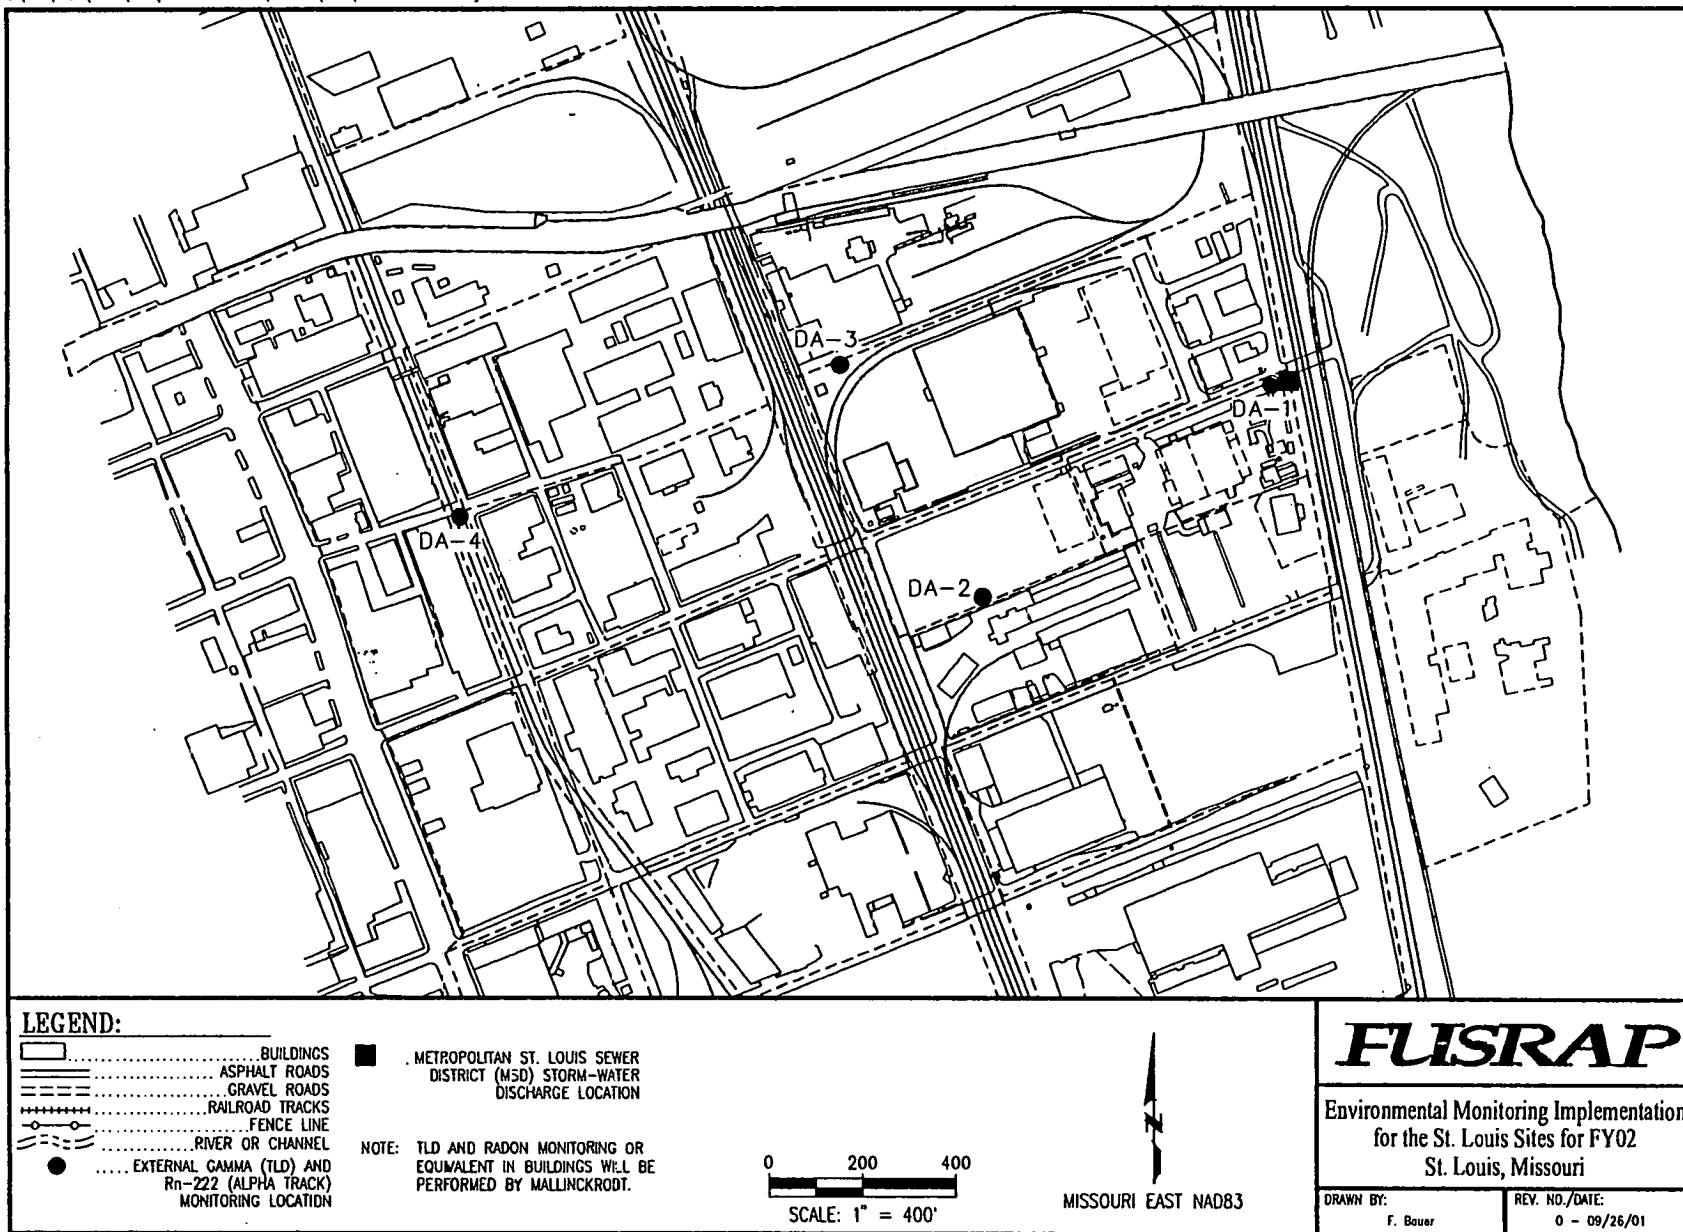 DA-3
DA-1
DA-4
DA-2
LEGEND:
BUILDINGS
ASPHALT ROADS
GRAVEL ROADS
RAILROAD TRACKS
FENCE LINE
RIVER OR CHANNEL
EXTERNAL GAMMA (TLD) AND
Rn-222 (ALPHA TRACK)
MONITORING LOCATION
METROPOLITAN ST. LOUIS SEWER
DISTRICT (MSD) STORM-WATER
DISCHARGE LOCATION
NOTE: TLD AND RADON MONITORING OR
EQUIVALENT IN BUILDINGS WILL BE
PERFORMED BY MALLINCKRODT.
0 200 400
SCALE: 1" = 400'
N
MISSOURI EAST NAD83
FUSRAP
Environmental Monitoring Implementation
for the St. Louis Sites for FY02
St. Louis, Missouri
DRAWN BY:
F. Bauer
REV. NO./DATE:
0 - 09/26/01